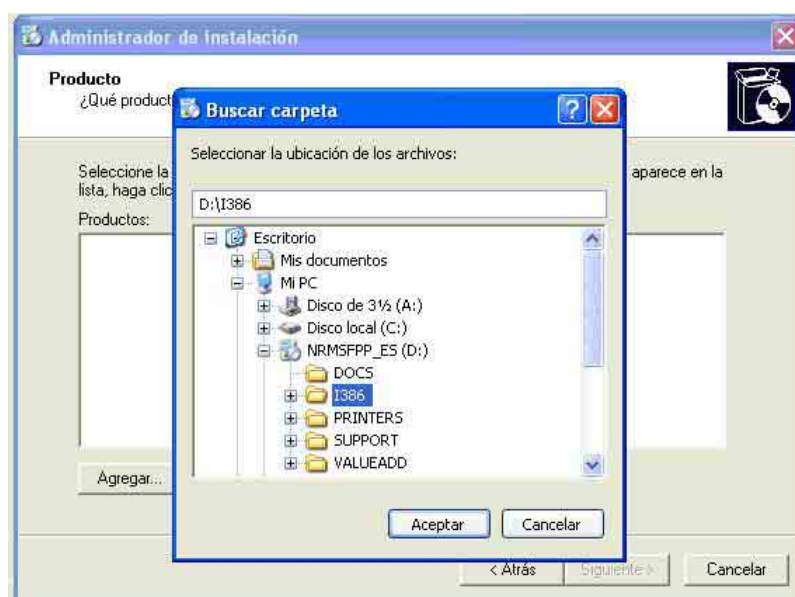 Administrador de instalación
Producto
¿Qué product
Buscar carpeta
Seleccionar la ubicación de los archivos:
Seleccione la
aparece en la
lista, haga clic
D:\I386
Productos:
Escritorio
Mis documentos
Mi PC
Disco de 3½ (A:)
Disco local (C:)
NRMSFPP_ES (D:)
DOCS
I386
PRINTERS
SUPPORT
VALUEADD
Agregar...
Aceptar
Cancelar
< Atrás
Siguiente >
Cancelar